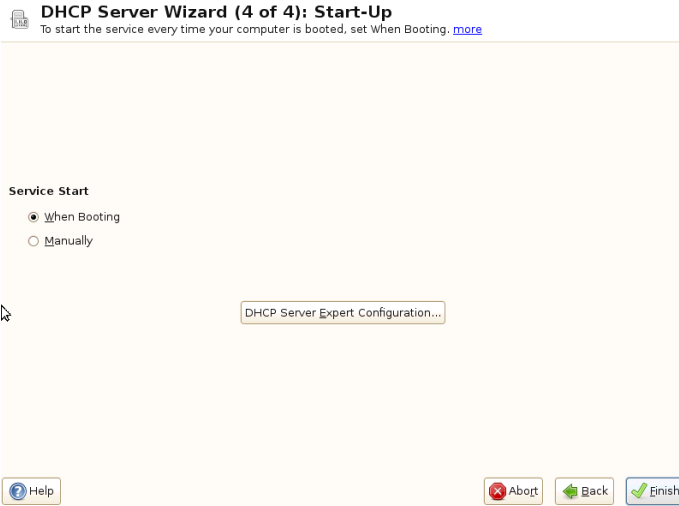 DHCP Server Wizard (4 of 4): Start-Up
To start the service every time your computer is booted, set When Booting. more
Service Start
When Booting
Manually
DHCP Server Expert Configuration...
Help
Abort
Back
Finish